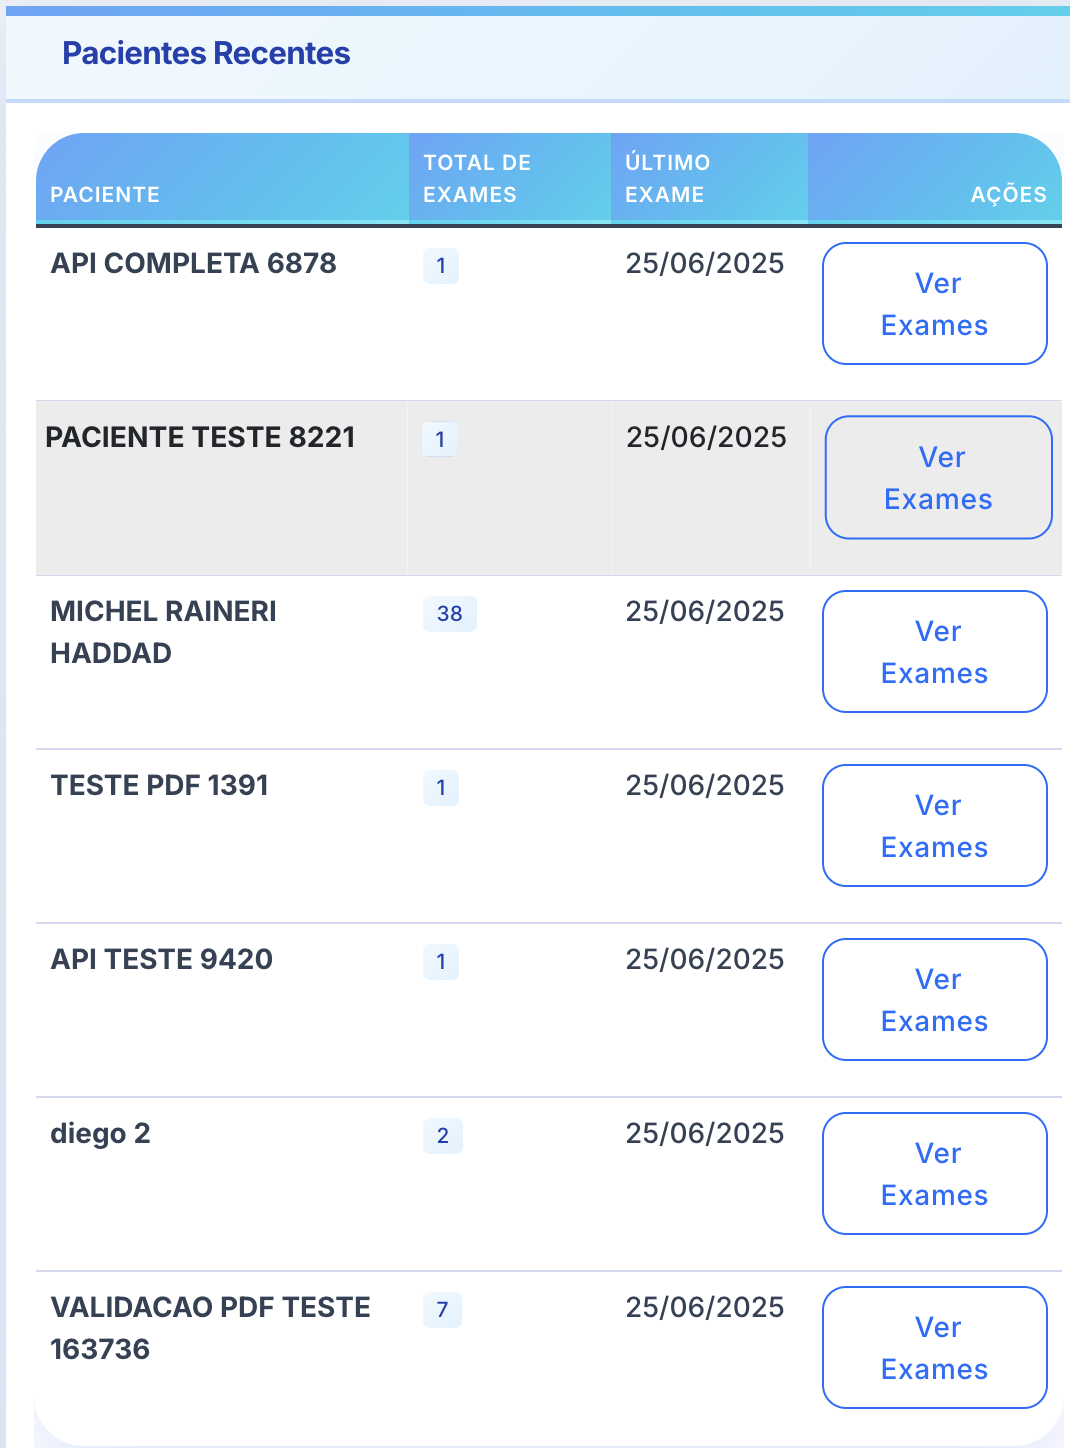 Pacientes Recentes
PACIENTE
TOTAL DE
EXAMES
ÚLTIMO
EXAME
AÇÕES
API COMPLETA 6878
1
25/06/2025
Ver
Exames
PACIENTE TESTE 8221
1
25/06/2025
Ver
Exames
MICHEL RAINERI
HADDAD
38
25/06/2025
Ver
Exames
TESTE PDF 1391
1
25/06/2025
Ver
Exames
API TESTE 9420
1
25/06/2025
Ver
Exames
diego 2
2
25/06/2025
Ver
Exames
VALIDACAO PDF TESTE
163736
7
25/06/2025
Ver
Exames